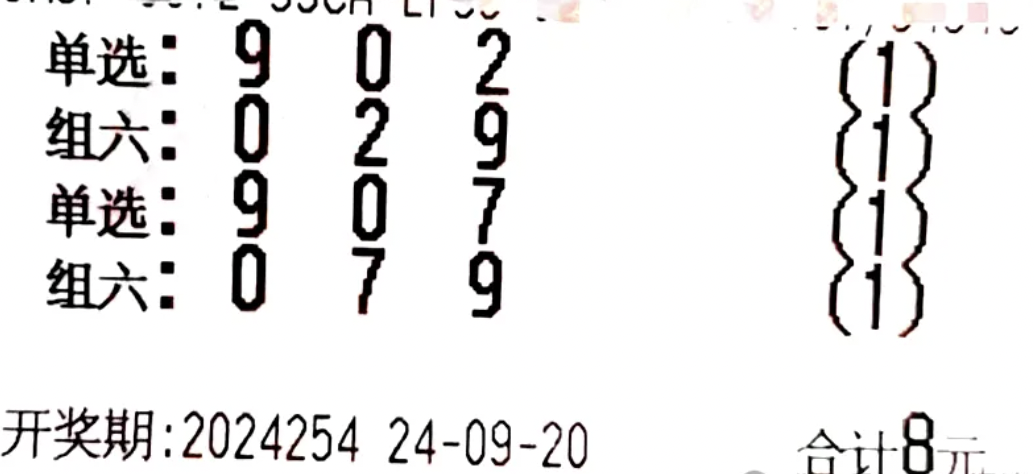 单选: 9 0 2 (1)
组六: 0 2 9 (1)
单选: 9 0 7 (1)
组六: 0 7 9 (1)
开奖期:2024254 24-09-20 合计8元